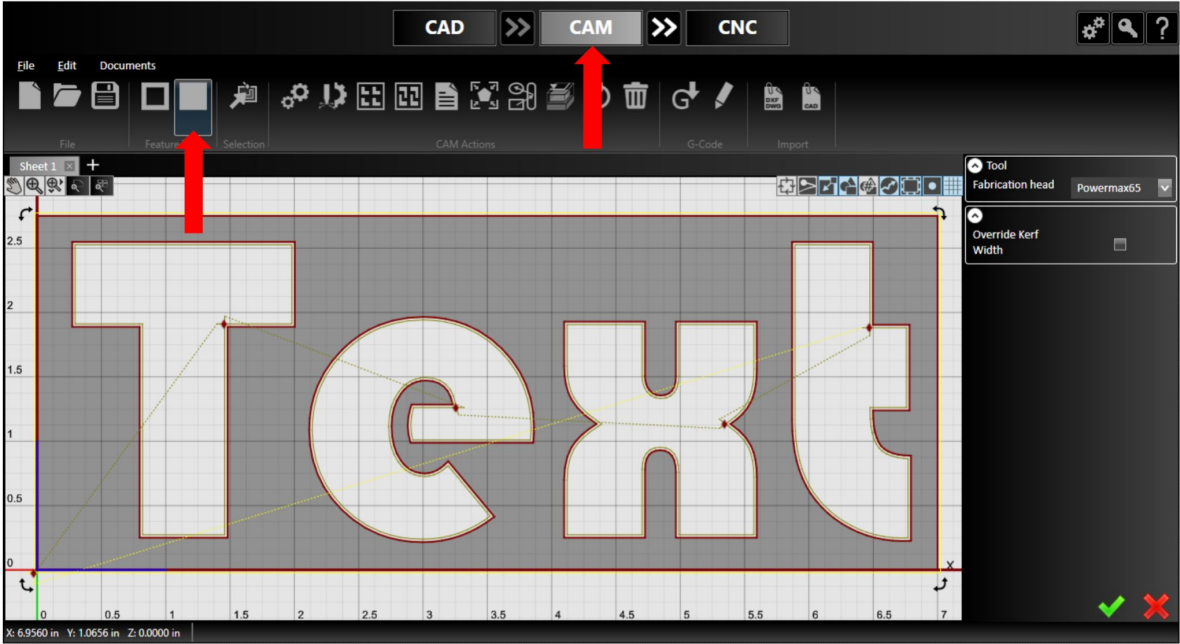 CAD CAM CNC
File Edit Documents
DXF DWG CAD
File Selection CAM Actions G-Code Import
Sheet 1
Tool
Fabrication head Powermax65
Override Kerf
Width
2.5
2
1.5
1
0.5
0
Text
X
0 0.5 1 1.5 2 2.5 3 3.5 4 4.5 5 5.5 6 6.5 7
X: 6.9560 in Y: 1.0656 in Z: 0.0000 in